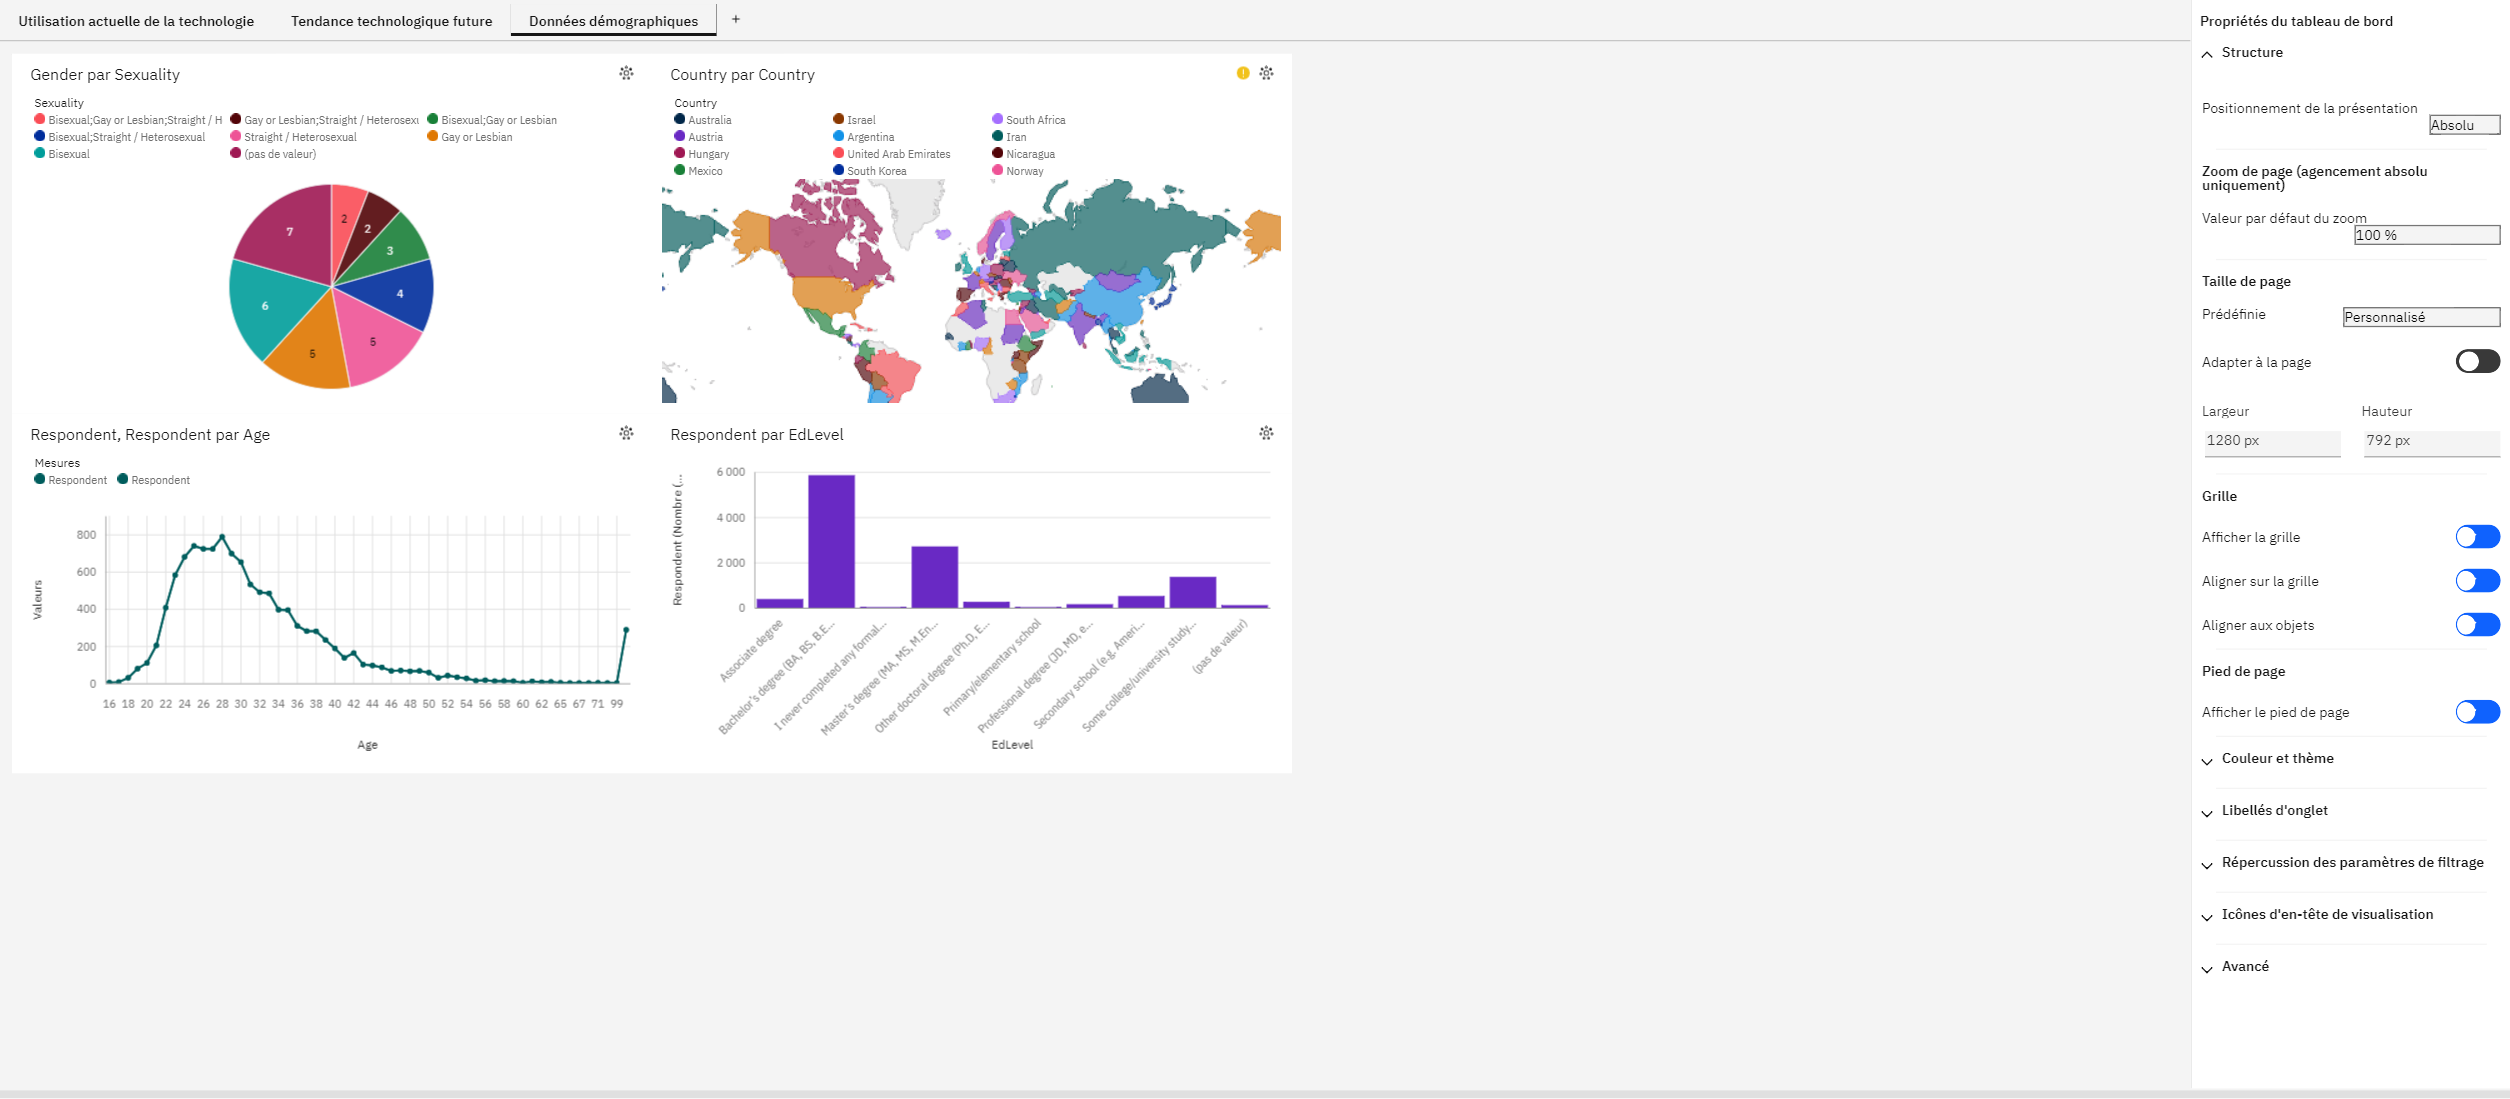 Utilisation actuelle de la technologie
Tendance technologique future
Données démographiques
+
Gender par Sexuality
Sexuality
Bisexual;Gay or Lesbian;Straight / H
Gay or Lesbian;Straight / Heterosexu
Bisexual;Gay or Lesbian
Bisexual;Straight / Heterosexual
Straight / Heterosexual
Gay or Lesbian
Bisexual
(pas de valeur)
2
2
3
4
5
5
6
7
Country par Country
Country
Australia
Israel
South Africa
Austria
Argentina
Iran
Hungary
United Arab Emirates
Nicaragua
Mexico
South Korea
Norway
Respondent, Respondent par Age
Mesures
Respondent
Respondent
Valeurs
800
600
400
200
0
16 18 20 22 24 26 28 30 32 34 36 38 40 42 44 46 48 50 52 54 56 58 60 62 65 67 71 99
Age
Respondent par EdLevel
Respondent (Nombre (...
6 000
4 000
2 000
0
Associate degree
Bachelor's degree (BA, BS, B.E...
I never completed any formal...
Master's degree (MA, MS, M.En...
Other doctoral degree (Ph.D, E...
Primary/elementary school
Professional degree (JD, MD, e...
Secondary school (e.g. Ameri...
Some college/university study...
(pas de valeur)
EdLevel
Propriétés du tableau de bord
Structure
Positionnement de la présentation
Absolu
Zoom de page (agencement absolu
uniquement)
Valeur par défaut du zoom
100 %
Taille de page
Prédéfinie
Personnalisé
Adapter à la page
Largeur
Hauteur
1280 px
792 px
Grille
Afficher la grille
Aligner sur la grille
Aligner aux objets
Pied de page
Afficher le pied de page
Couleur et thème
Libellés d'onglet
Répercussion des paramètres de filtrage
Icônes d'en-tête de visualisation
Avancé